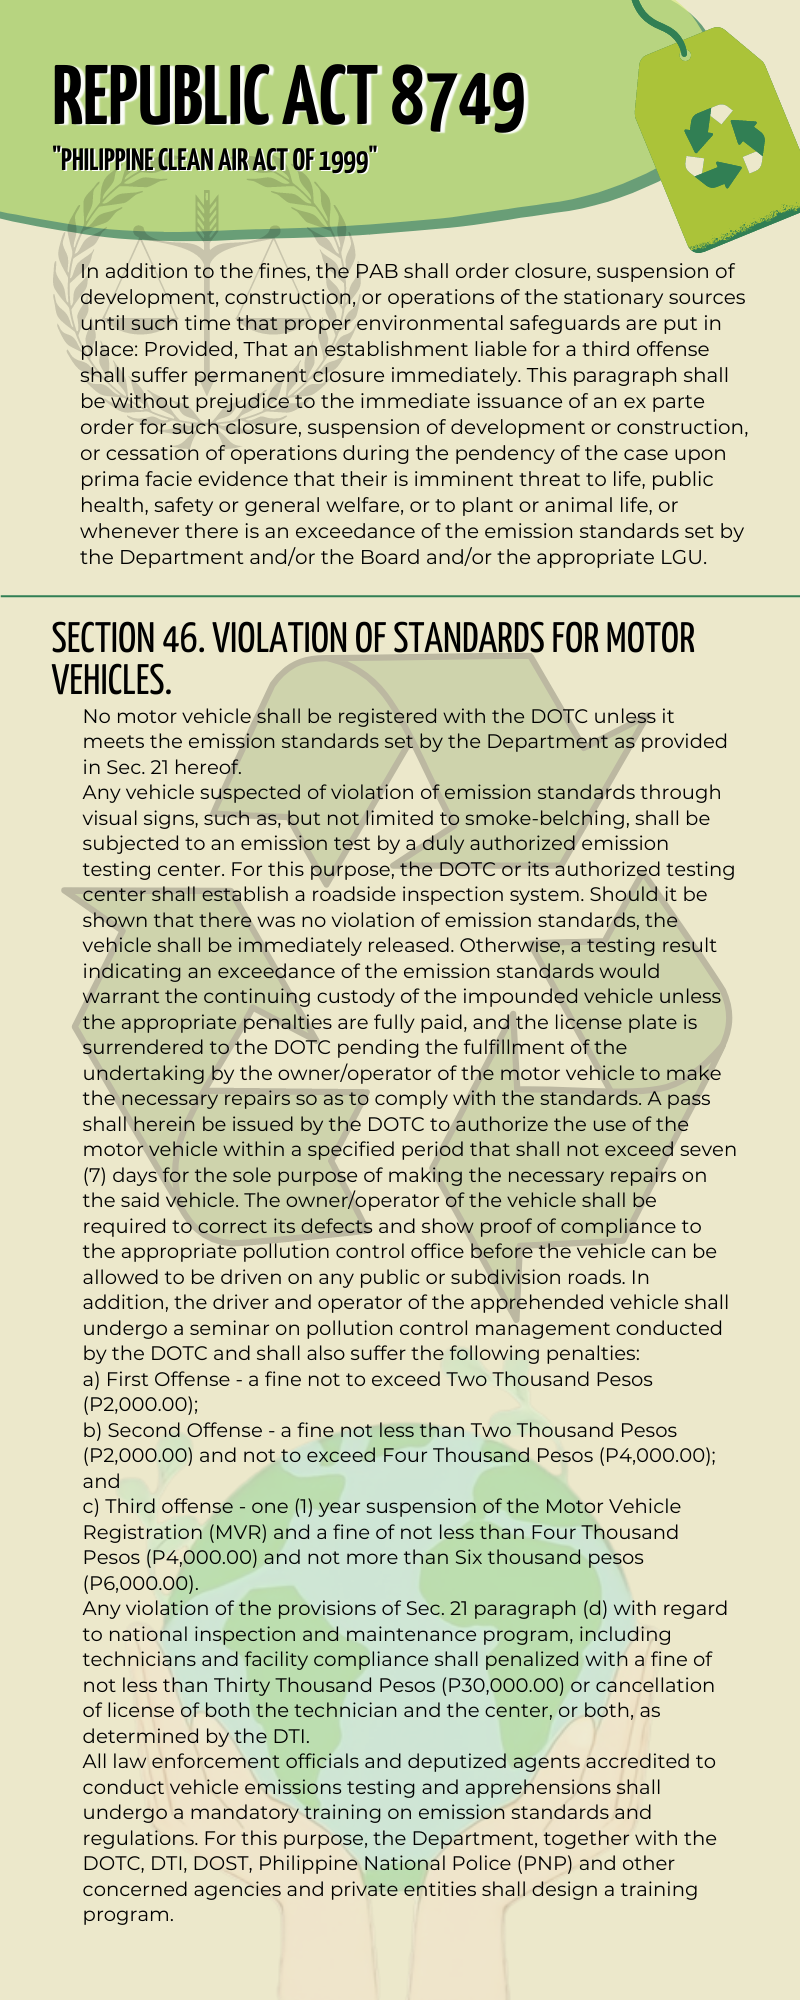 REPUBLIC ACT 8749
"PHILIPPINE CLEAN AIR ACT OF 1999"
In addition to the fines, the PAB shall order closure, suspension of
development, construction, or operations of the stationary sources
until such time that proper environmental safeguards are put in
place: Provided, That an establishment liable for a third offense
shall suffer permanent closure immediately. This paragraph shall
be without prejudice to the immediate issuance of an ex parte
order for such closure, suspension of development or construction,
or cessation of operations during the pendency of the case upon
prima facie evidence that their is imminent threat to life, public
health, safety or general welfare, or to plant or animal life, or
whenever there is an exceedance of the emission standards set by
the Department and/or the Board and/or the appropriate LGU.
SECTION 46. VIOLATION OF STANDARDS FOR MOTOR
VEHICLES.
No motor vehicle shall be registered with the DOTC unless it
meets the emission standards set by the Department as provided
in Sec. 21 hereof.
Any vehicle suspected of violation of emission standards through
visual signs, such as, but not limited to smoke-belching, shall be
subjected to an emission test by a duly authorized emission
testing center. For this purpose, the DOTC or its authorized testing
center shall establish a roadside inspection system. Should it be
shown that there was no violation of emission standards, the
vehicle shall be immediately released. Otherwise, a testing result
indicating an exceedance of the emission standards would
warrant the continuing custody of the impounded vehicle unless
the appropriate penalties are fully paid, and the license plate is
surrendered to the DOTC pending the fulfillment of the
undertaking by the owner/operator of the motor vehicle to make
the necessary repairs so as to comply with the standards. A pass
shall herein be issued by the DOTC to authorize the use of the
motor vehicle within a specified period that shall not exceed seven
(7) days for the sole purpose of making the necessary repairs on
the said vehicle. The owner/operator of the vehicle shall be
required to correct its defects and show proof of compliance to
the appropriate pollution control office before the vehicle can be
allowed to be driven on any public or subdivision roads. In
addition, the driver and operator of the apprehended vehicle shall
undergo a seminar on pollution control management conducted
by the DOTC and shall also suffer the following penalties:
a) First Offense - a fine not to exceed Two Thousand Pesos
(P2,000.00);
b) Second Offense - a fine not less than Two Thousand Pesos
(P2,000.00) and not to exceed Four Thousand Pesos (P4,000.00);
and
c) Third offense - one (1) year suspension of the Motor Vehicle
Registration (MVR) and a fine of not less than Four Thousand
Pesos (P4,000.00) and not more than Six thousand pesos
(P6,000.00).
Any violation of the provisions of Sec. 21 paragraph (d) with regard
to national inspection and maintenance program, including
technicians and facility compliance shall penalized with a fine of
not less than Thirty Thousand Pesos (P30,000.00) or cancellation
of license of both the technician and the center, or both, as
determined by the DTI.
All law enforcement officials and deputized agents accredited to
conduct vehicle emissions testing and apprehensions shall
undergo a mandatory training on emission standards and
regulations. For this purpose, the Department, together with the
DOTC, DTI, DOST, Philippine National Police (PNP) and other
concerned agencies and private entities shall design a training
program.